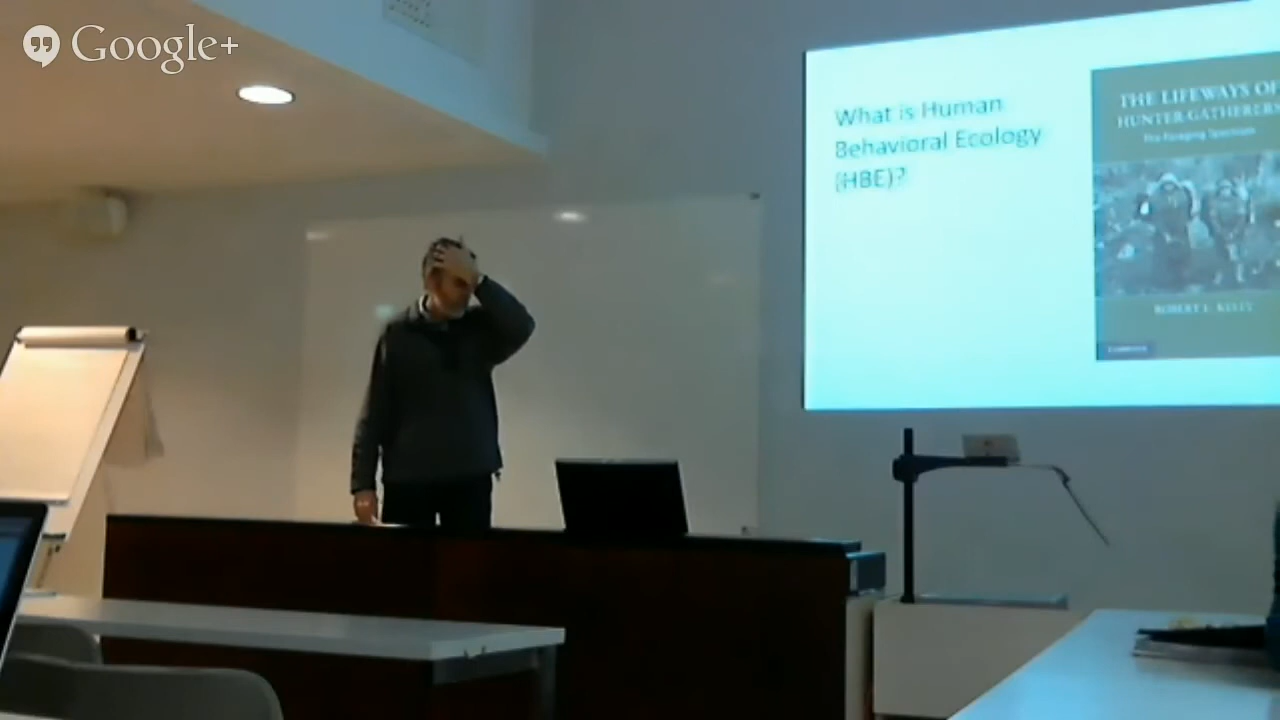 Google+
What is Human
Behavioral Ecology
(HBE)?
THE LIFEWAYS OF
HUNTER-GATHERERS
The Foraging Spectrum
ROBERT L. KELLY